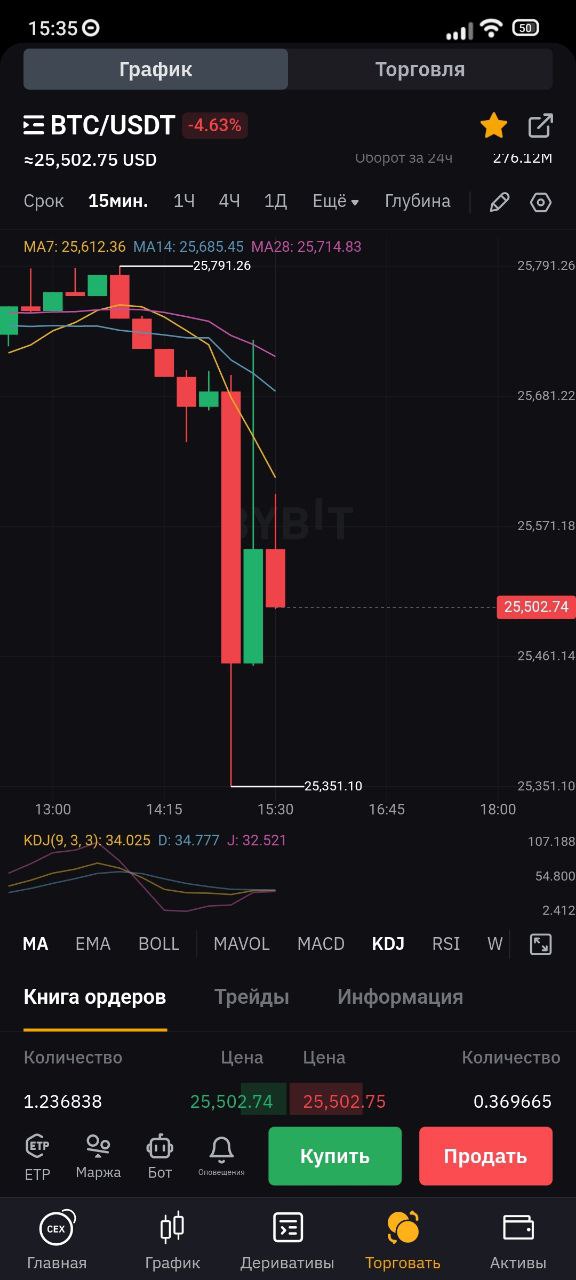 15:35
50
График Торговля
BTC/USDT -4.63%
≈25,502.75 USD Оборот за 24ч 276.12M
Срок 15мин. 1Ч 4Ч 1Д Ещё Глубина
MA7: 25,612.36 MA14: 25,685.45 MA28: 25,714.83
25,791.26 25,791.26
25,681.22
BYBIT 25,571.18
25,502.74
25,461.14
25,351.10 25,351.10
13:00 14:15 15:30 16:45 18:00
KDJ(9, 3, 3): 34.025 D: 34.777 J: 32.521 107.188
54.800
2.412
MA EMA BOLL MAVOL MACD KDJ RSI W
Книга ордеров Трейды Информация
Количество Цена Цена Количество
1.236838 25,502.74 25,502.75 0.369665
ETP
ETP Маржа Бот Оповещения Купить Продать
CEX
Главная График Деривативы Торговать Активы